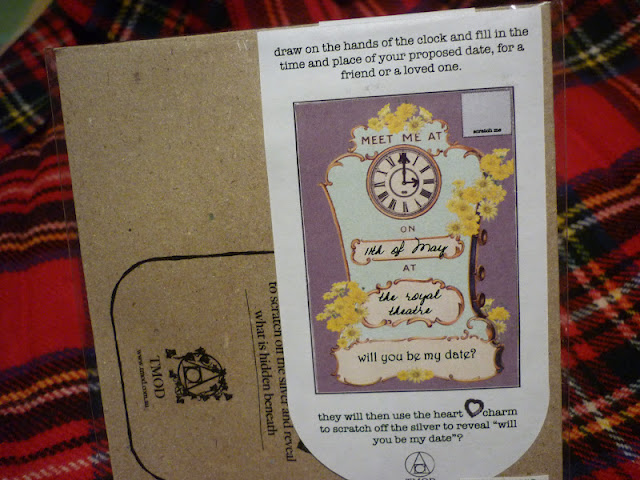 draw on the hands of the clock and fill in the
time and place of your proposed date, for a
friend or a loved one.
scratch me
MEET ME AT
ON
11th of May
AT
the royal
theatre
will you be my date?
they will then use the heart charm
to scratch off the silver to reveal "will
you be my date"?
TMOD
to scratch off the silver and reveal
what is hidden beneath
TMOD